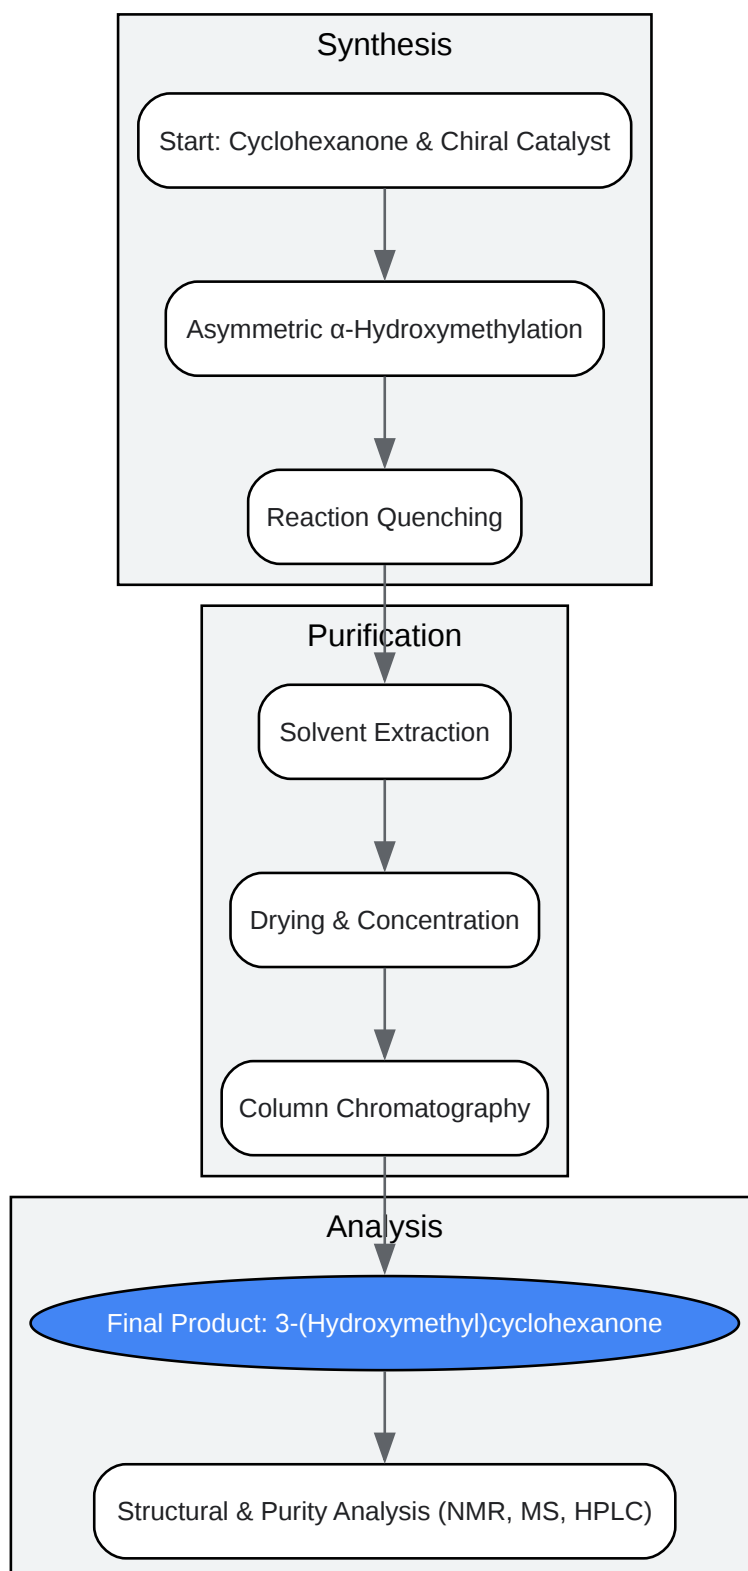 Synthesis
Start: Cyclohexanone & Chiral Catalyst
Asymmetric α-Hydroxymethylation
Reaction Quenching
Purification
Solvent Extraction
Drying & Concentration
Column Chromatography
Analysis
Final Product: 3-(Hydroxymethyl)cyclohexanone
Structural & Purity Analysis (NMR, MS, HPLC)